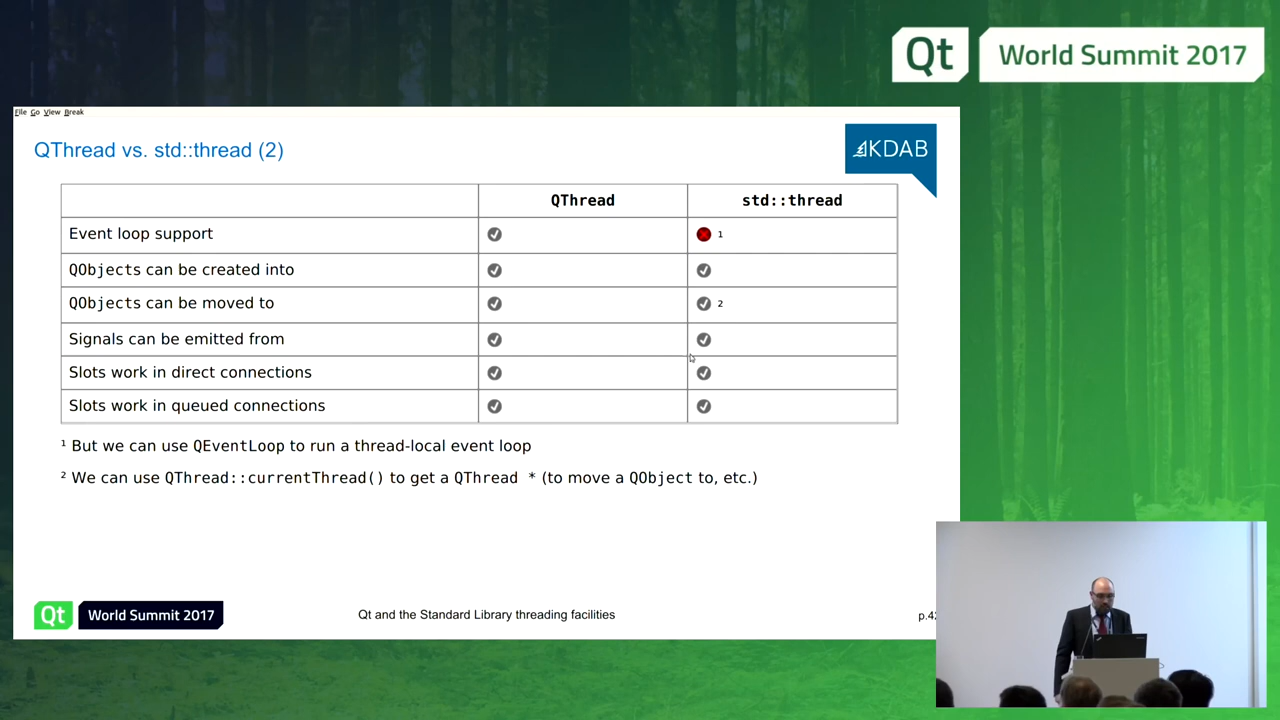 Qt World Summit 2017
File Go View Break
QThread vs. std::thread (2)
KDAB
QThread std::thread
Event loop support 1
QObjects can be created into
QObjects can be moved to 2
Signals can be emitted from
Slots work in direct connections
Slots work in queued connections
¹ But we can use QEventLoop to run a thread-local event loop
² We can use QThread::currentThread() to get a QThread * (to move a QObject to, etc.)
Qt World Summit 2017 Qt and the Standard Library threading facilities p.42